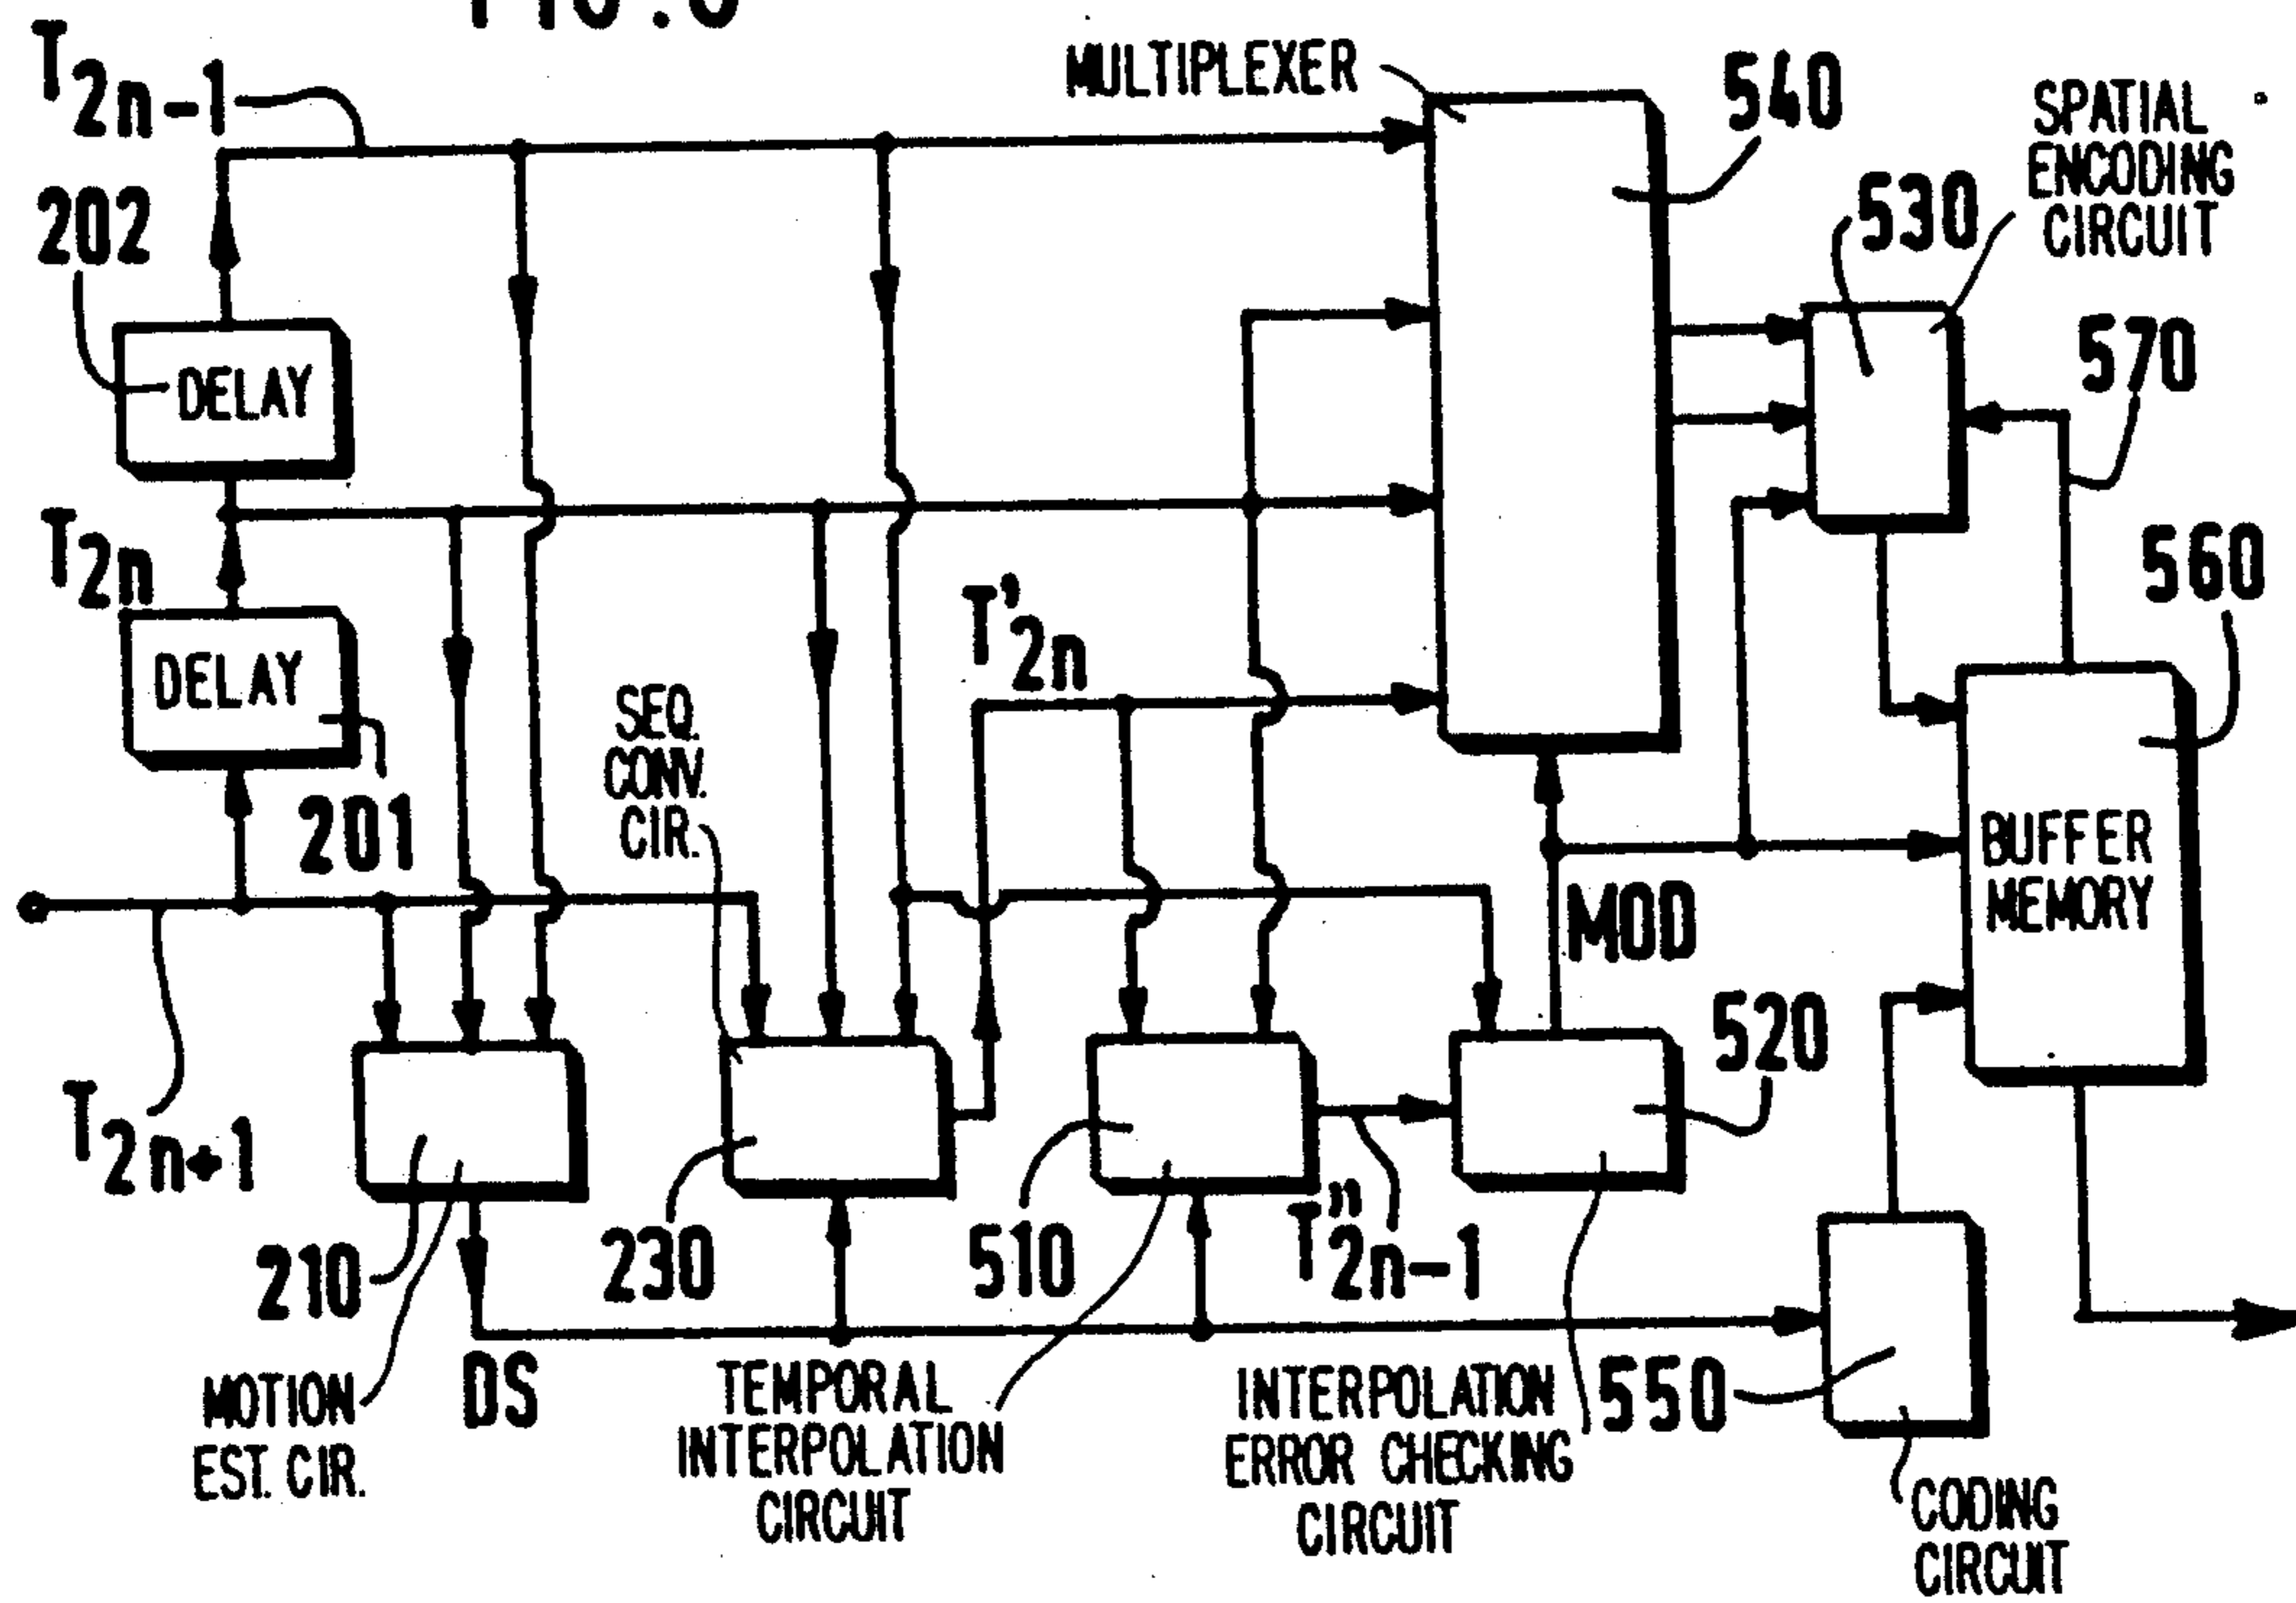 T2n-1
MULTIPLEXER
540
SPATIAL
ENCODING
CIRCUIT
202
530
DELAY
570
T2n
560
T'2n
DELAY
SEQ.
CONV.
CIR.
201
BUFFER
MEMORY
MOD
520
T2n+1
210
230
510
T"2n-1
DS
MOTION
EST. CIR.
TEMPORAL
INTERPOLATION
CIRCUIT
INTERPOLATION
ERROR CHECKING
CIRCUIT
550
CODING
CIRCUIT